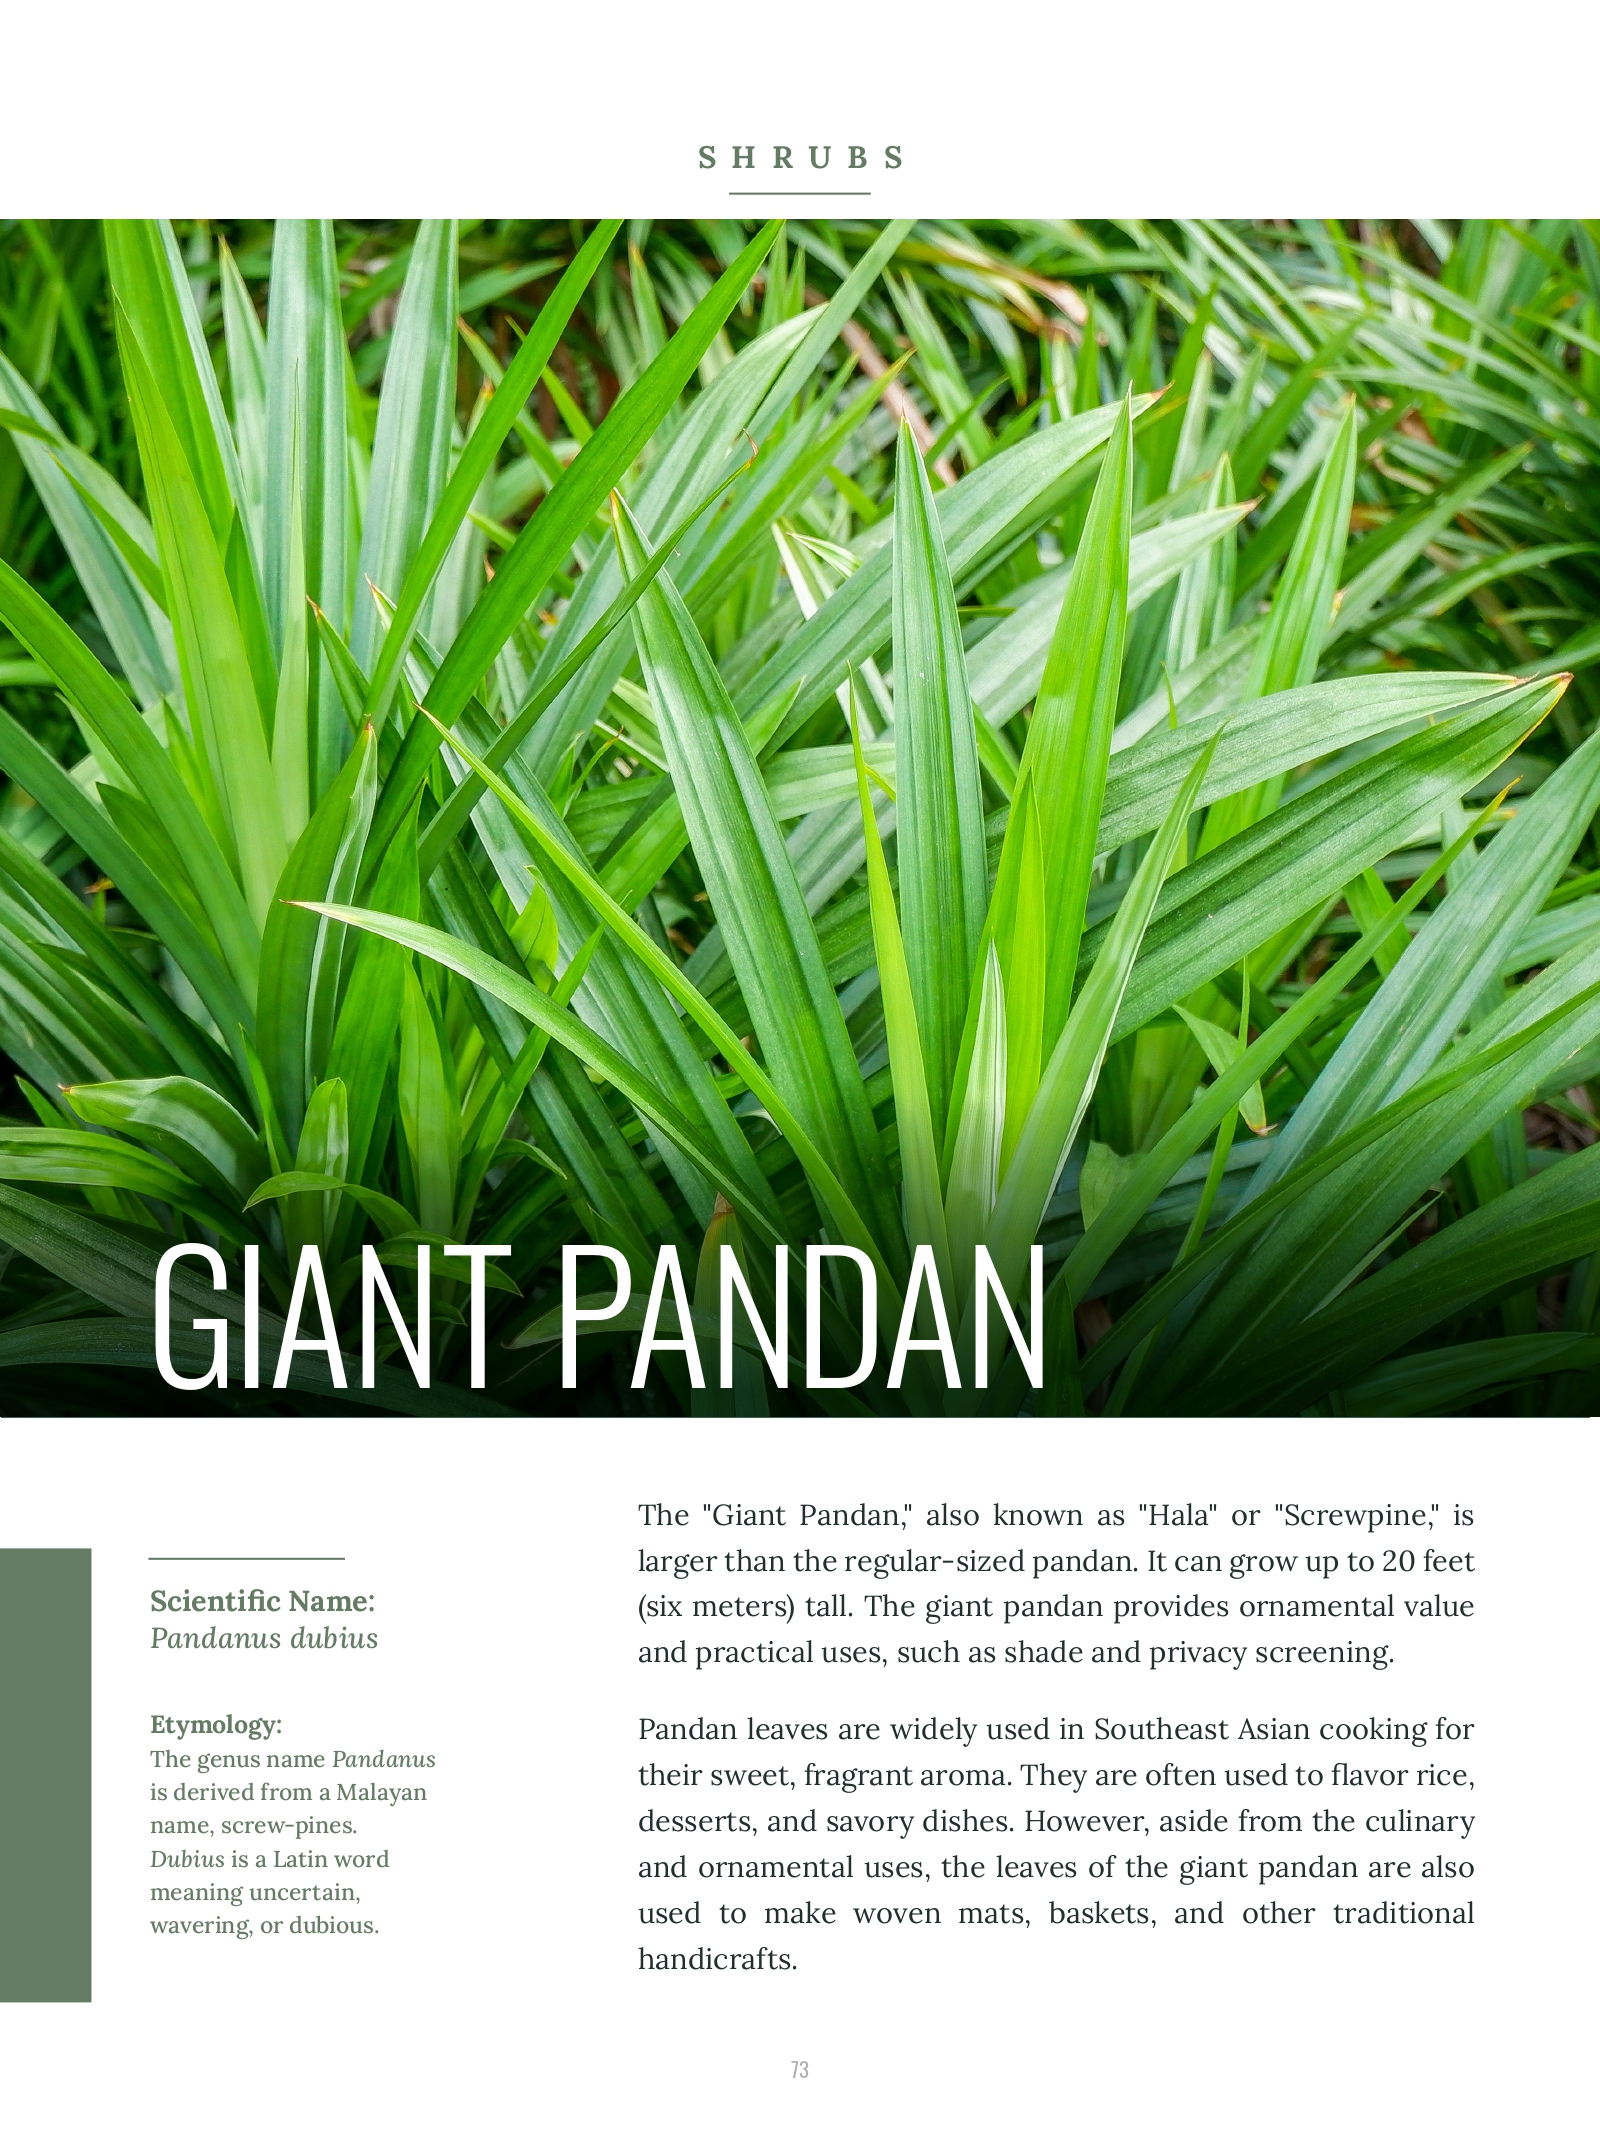 SHRUBS
GIANT PANDAN
Scientific Name:
Pandanus dubius
Etymology:
The genus name Pandanus
is derived from a Malayan
name, screw-pines.
Dubius is a Latin word
meaning uncertain,
wavering, or dubious.
The "Giant Pandan," also known as "Hala" or "Screwpine," is
larger than the regular-sized pandan. It can grow up to 20 feet
(six meters) tall. The giant pandan provides ornamental value
and practical uses, such as shade and privacy screening.
Pandan leaves are widely used in Southeast Asian cooking for
their sweet, fragrant aroma. They are often used to flavor rice,
desserts, and savory dishes. However, aside from the culinary
and ornamental uses, the leaves of the giant pandan are also
used to make woven mats, baskets, and other traditional
handicrafts.
73